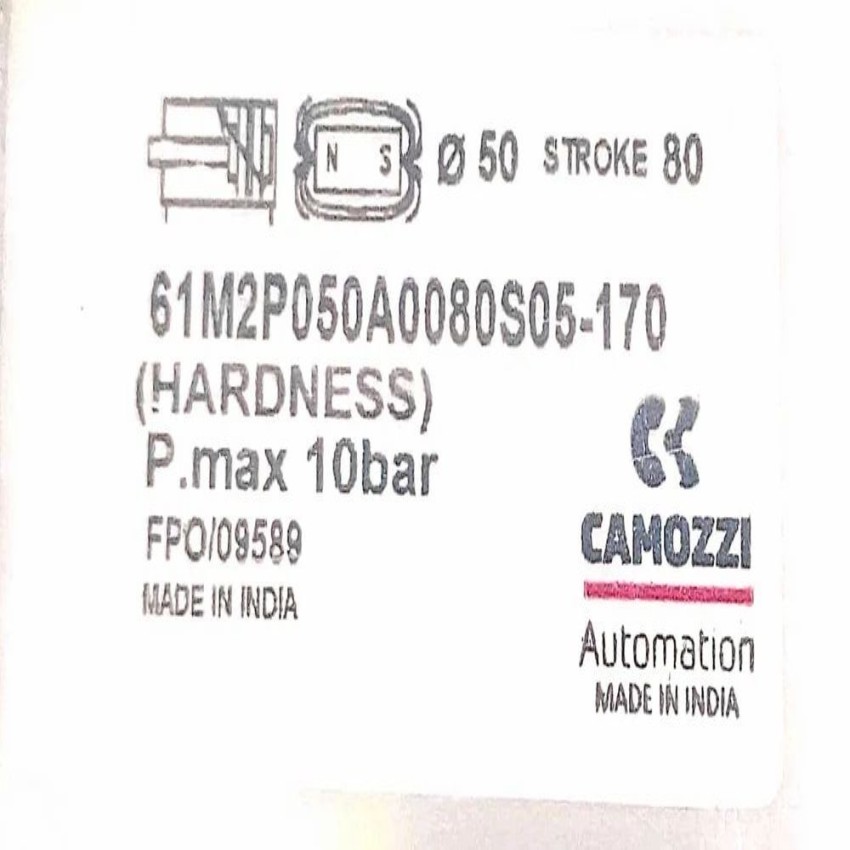 N S Ø 50 STROKE 80
61M2P050A0080S05-170
(HARDNESS)
P.max 10bar
FPO/09589
MADE IN INDIA
CAMOZZI
Automation
MADE IN INDIA